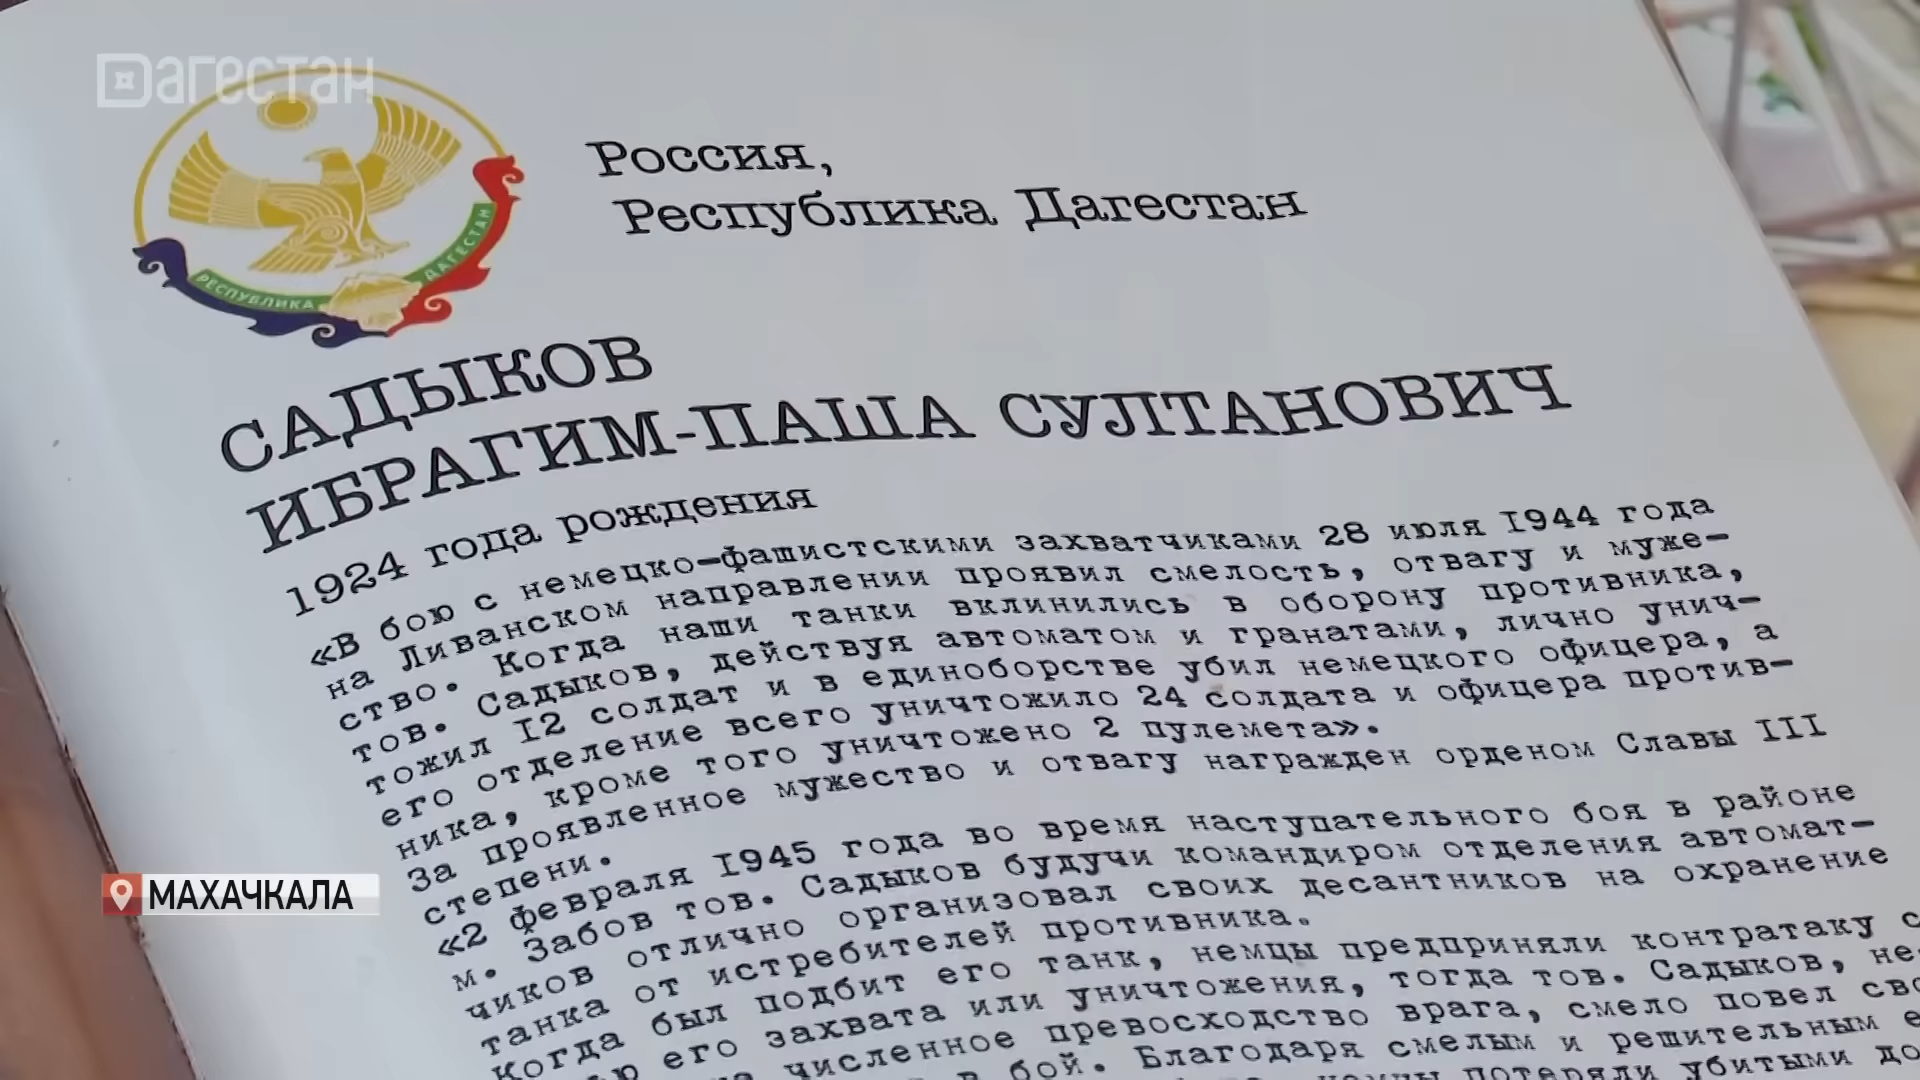 Дагестан
РЕСПУБЛИКА ДАГЕСТАН
Россия,
Республика Дагестан
САДЫКОВ
ИБРАГИМ-ПАША СУЛТАНОВИЧ
1924 года рождения
«В бою с немецко-фашистскими захватчиками 28 июля 1944 года
на Ливанском направлении проявил смелость, отвагу и муже-
ство. Когда наши танки вклинились в оборону противника,
тов. Садыков, действуя автоматом и гранатами, лично унич-
тожил 12 солдат и в единоборстве убил немецкого офицера, а
его отделение всего уничтожило 24 солдата и офицера против-
ника, кроме того уничтожено 2 пулемета».
За проявленное мужество и отвагу награжден орденом Славы III
степени.
«2 февраля 1945 года во время наступательного боя в районе
м. Забов тов. Садыков будучи командиром отделения автомат-
чиков отлично организовал своих десантников на охранение
танка от истребителей противника.
Когда был подбит его танк, немцы предприняли контратаку с
его захвата или уничтожения, тогда тов. Садыков, не-
численное превосходство врага, смело повел сво
в бой. Благодаря смелым и решительным
потеряли убитыми до
МАХАЧКАЛА